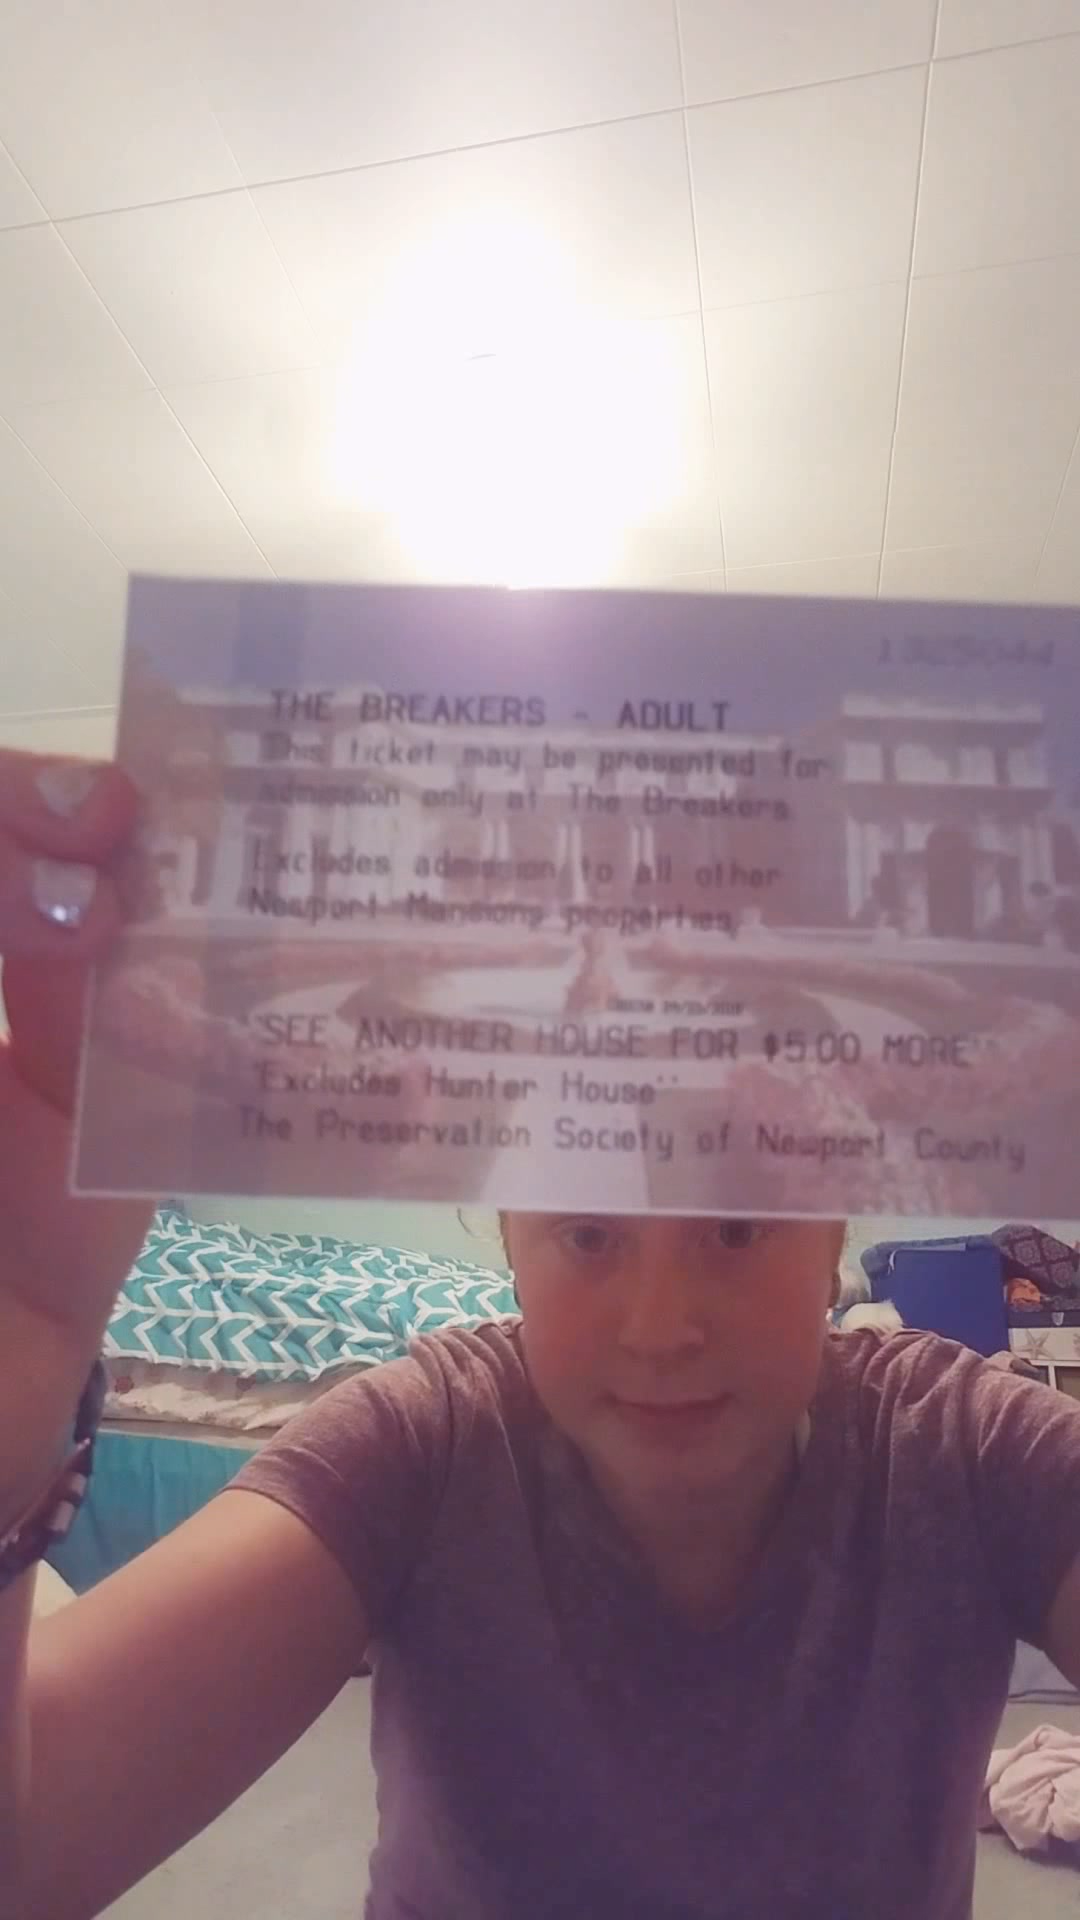 1325044
THE BREAKERS - ADULT
This ticket may be presented for
admission only at The Breakers
Excludes admission to all other
Newport Mansions properties.
"SEE ANOTHER HOUSE FOR $5.00 MORE"
"Excludes Hunter House"
The Preservation Society of Newport County